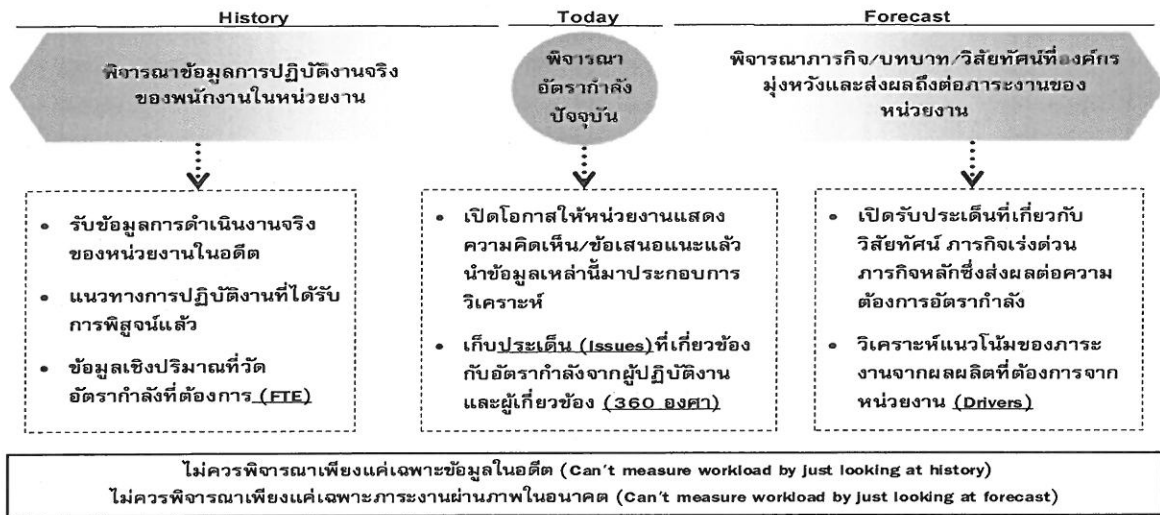 History
Today
Forecast
พิจารณาข้อมูลการปฏิบัติงานจริง
ของพนักงานในหน่วยงาน
พิจารณา
อัตรากำลัง
ปัจจุบัน
พิจารณาภารกิจ/บทบาท/วิสัยทัศน์ที่องค์กร
มุ่งหวังและส่งผลถึงต่อภาระงานของ
หน่วยงาน
• รับข้อมูลการดำเนินงานจริง
ของหน่วยงานในอดีต
• แนวทางการปฏิบัติงานที่ได้รับ
การพิสูจน์แล้ว
• ข้อมูลเชิงปริมาณที่วัด
อัตรากำลังที่ต้องการ (FTE)
• เปิดโอกาสให้หน่วยงานแสดง
ความคิดเห็น/ข้อเสนอแนะแล้ว
นำข้อมูลเหล่านี้มาประกอบการ
วิเคราะห์
• เก็บประเด็น (Issues)ที่เกี่ยวข้อง
กับอัตรากำลังจากผู้ปฏิบัติงาน
และผู้เกี่ยวข้อง (360 องศา)
• เปิดรับประเด็นที่เกี่ยวกับ
วิสัยทัศน์ ภารกิจเร่งด่วน
ภารกิจหลักซึ่งส่งผลต่อความ
ต้องการอัตรากำลัง
• วิเคราะห์แนวโน้มของภาระ
งานจากผลผลิตที่ต้องการจาก
หน่วยงาน (Drivers)
ไม่ควรพิจารณาเพียงแค่เฉพาะข้อมูลในอดีต (Can't measure workload by just looking at history)
ไม่ควรพิจารณาเพียงแค่เฉพาะภาระงานผ่านภาพในอนาคต (Can't measure workload by just looking at forecast)